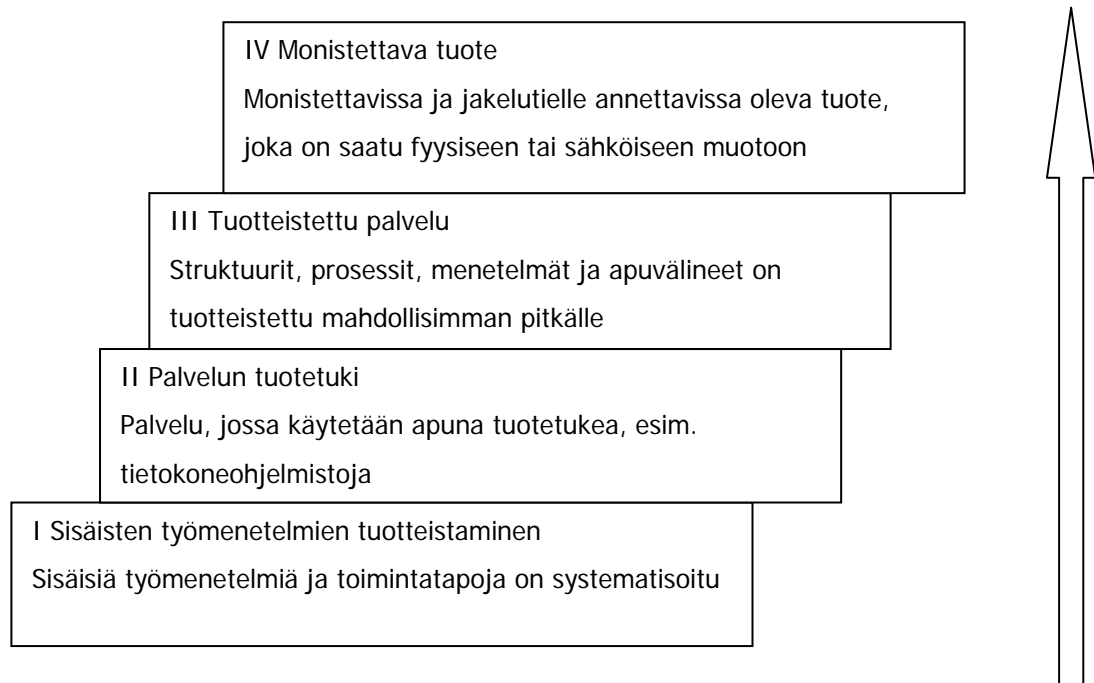 IV Monistettava tuote
Monistettavissa ja jakelutielle annettavissa oleva tuote,
joka on saatu fyysiseen tai sähköiseen muotoon
III Tuotteistettu palvelu
Struktuurit, prosessit, menetelmät ja apuvälineet on
tuotteistettu mahdollisimman pitkälle
II Palvelun tuotetuki
Palvelu, jossa käytetään apuna tuotetukea, esim.
tietokoneohjelmistoja
I Sisäisten työmenetelmien tuotteistaminen
Sisäisiä työmenetelmiä ja toimintatapoja on systematisoitu